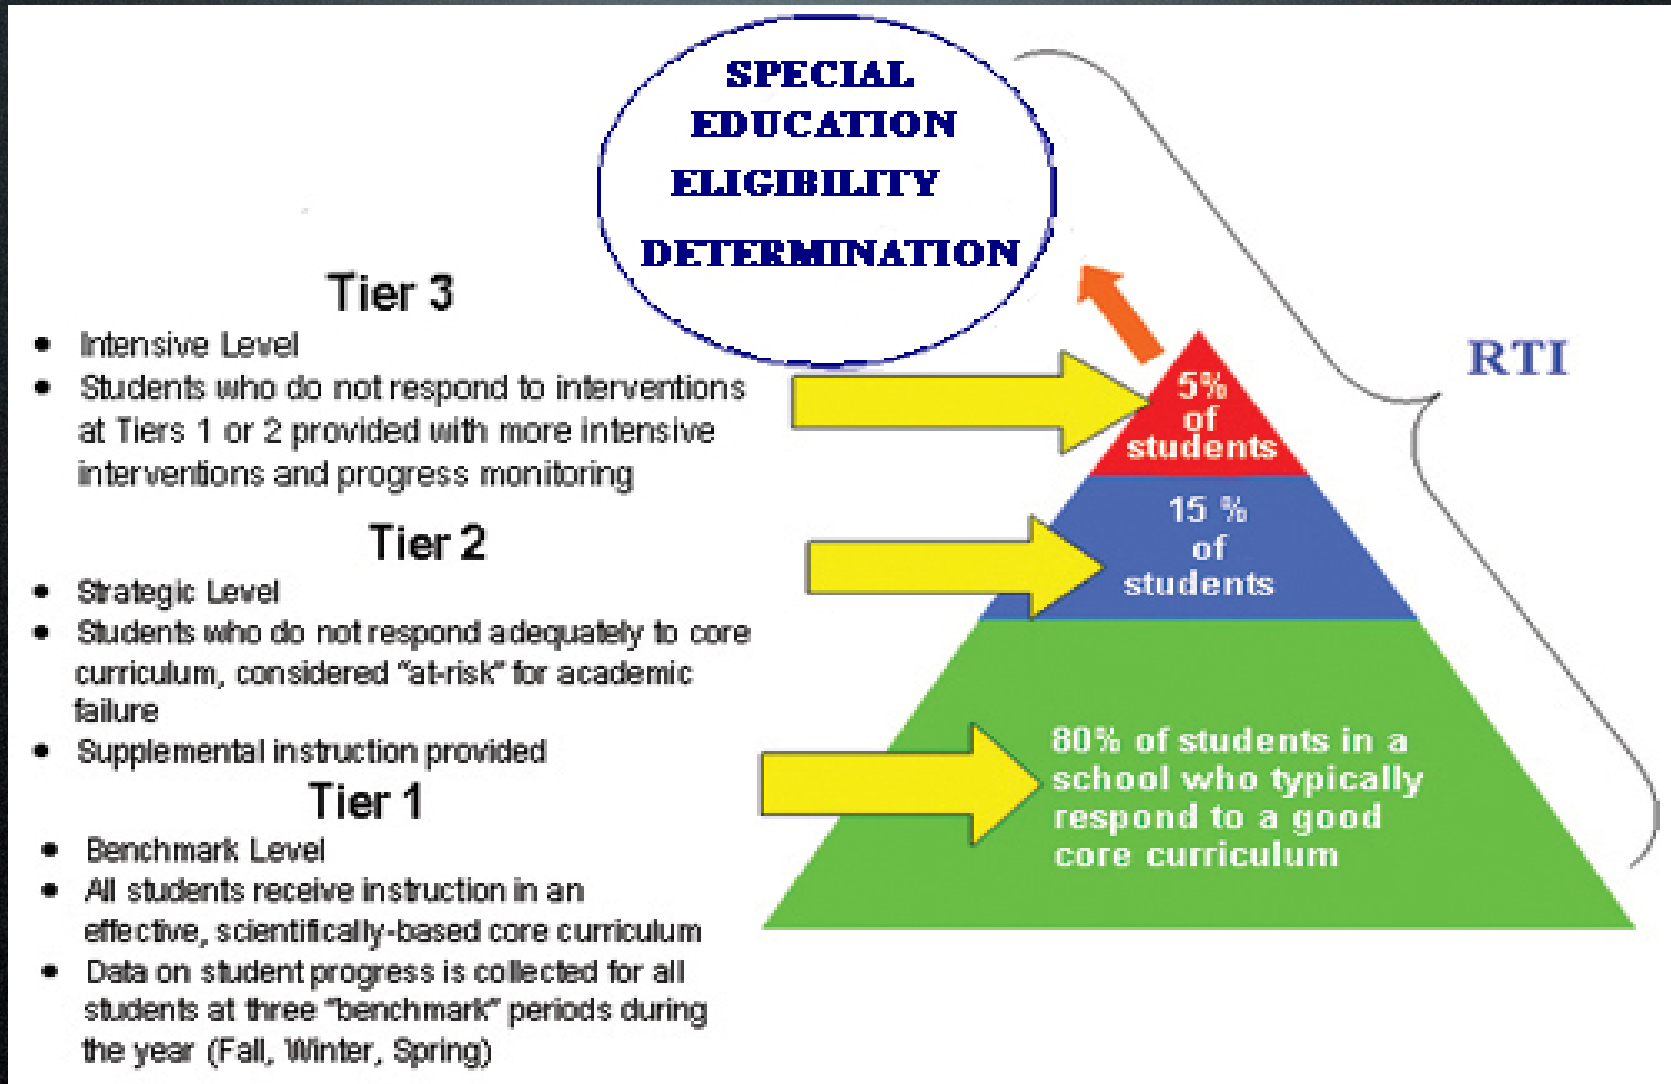 SPECIAL
EDUCATION
ELIGIBILITY
DETERMINATION
Tier 3
• Intensive Level
• Students who do not respond to interventions
at Tiers 1 or 2 provided with more intensive
interventions and progress monitoring
Tier 2
• Strategic Level
• Students who do not respond adequately to core
curriculum, considered "at-risk" for academic
failure
• Supplemental instruction provided
Tier 1
• Benchmark Level
• All students receive instruction in an
effective, scientifically-based core curriculum
• Data on student progress is collected for all
students at three "benchmark" periods during
the year (Fall, Winter, Spring)
5%
of
students
15 %
of
students
80% of students in a
school who typically
respond to a good
core curriculum
RTI